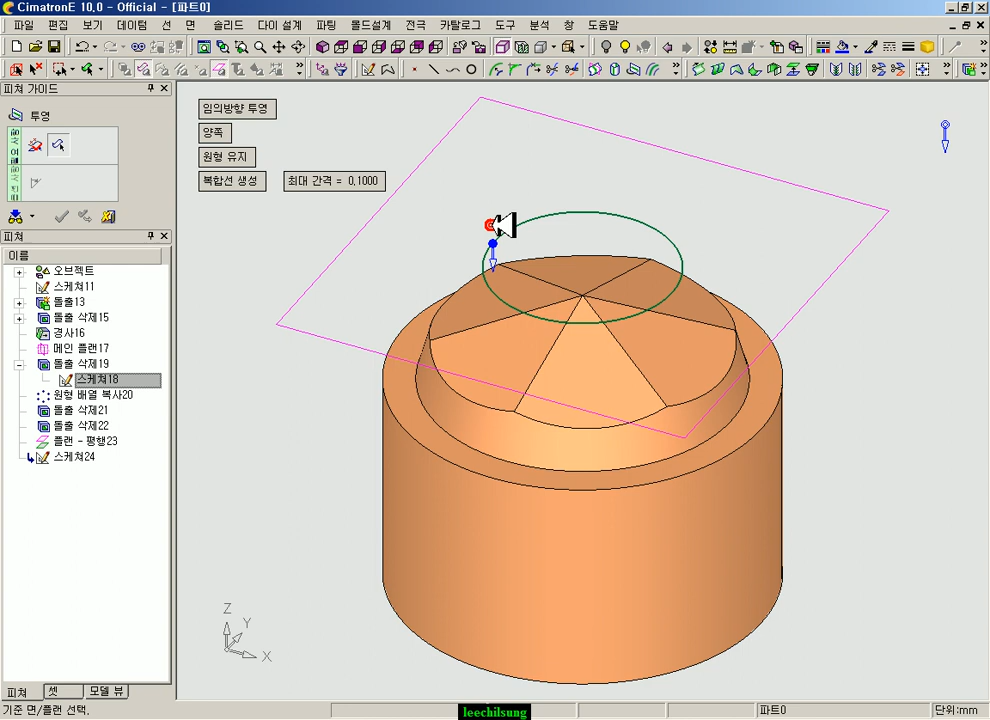 CimatronE 10,0 - Official - [파트0]
파일 편집 보기 데이텀 선 면 솔리드 다이 설계 파팅 몰드설계 전극 카탈로그 도구 분석 창 도움말
피쳐 가이드
투영
임의방향 투영
양쪽
원형 유지
복합선 생성 최대 간격 = 0,1000
피쳐
이름
오브젝트
스케쳐11
돌출13
돌출 삭제15
경사16
메인 플랜17
돌출 삭제19
스케쳐18
원형 배열 복사20
돌출 삭제21
돌출 삭제22
플랜 - 평행23
스케쳐24
Z
Y
X
피쳐 셋 모델 뷰
기준 면/플랜 선택.
leechilsung
파트0
단위:mm